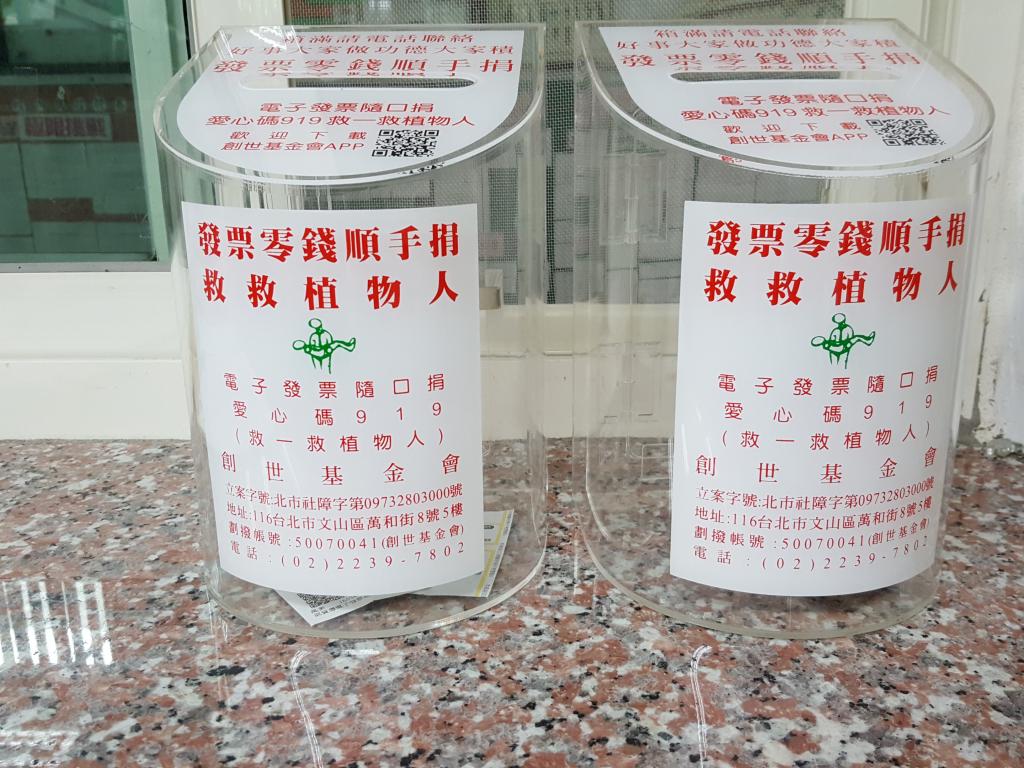 箱滿請電話聯絡
好事大家做功德大家積
發票零錢順手捐
電子發票隨口捐
愛心碼919救一救植物人
歡迎下載
創世基金會APP
發票零錢順手捐
救救植物人
電子發票隨口捐
愛心碼919
(救一救植物人)
創世基金會
立案字號:北市社障字第09732803000號
地址:116台北市文山區萬和街8號5樓
劃撥帳號:50070041(創世基金會)
電話:(02)2239-7802
箱滿請電話聯絡
好事大家做功德大家積
發票零錢順手捐
電子發票隨口捐
愛心碼919救一救植物人
歡迎下載
創世基金會APP
發票零錢順手捐
救救植物人
電子發票隨口捐
愛心碼919
(救一救植物人)
創世基金會
立案字號:北市社障字第09732803000號
地址:116台北市文山區萬和街8號5樓
劃撥帳號:50070041(創世基金會)
電話:(02)2239-7802